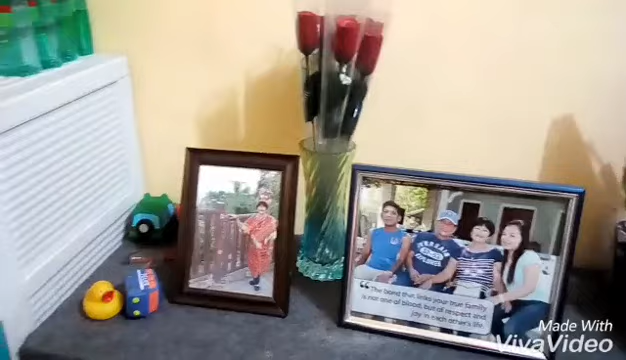 “The bond that links your true family
is not one of blood, but of respect and
joy in each other's life.
Made With
VivaVideo